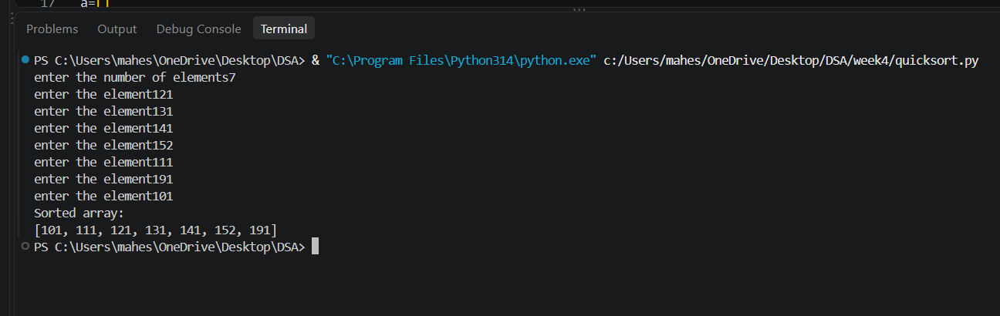 17 a=[]
Problems Output Debug Console Terminal
PS C:\Users\mahes\OneDrive\Desktop\DSA> & "C:\Program Files\Python314\python.exe" c:/Users/mahes/OneDrive/Desktop/DSA/week4/quicksort.py
enter the number of elements7
enter the element121
enter the element131
enter the element141
enter the element152
enter the element111
enter the element191
enter the element101
Sorted array:
[101, 111, 121, 131, 141, 152, 191]
PS C:\Users\mahes\OneDrive\Desktop\DSA>